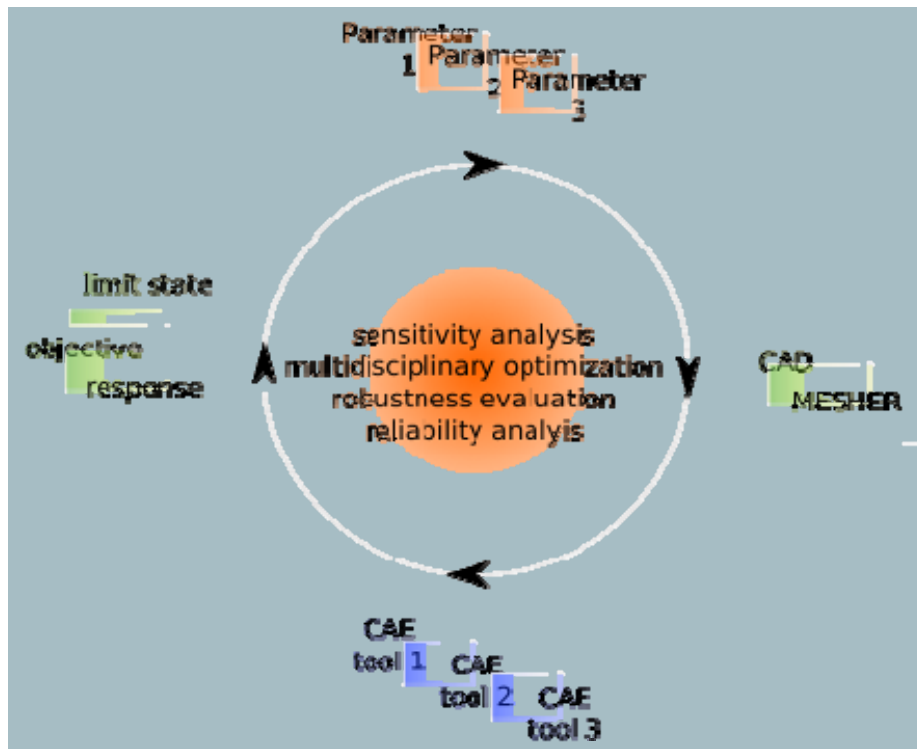 Parameter
1
Parameter
2
Parameter
3
limit state
objective
response
sensitivity analysis
multidisciplinary optimization
robustness evaluation
reliability analyis
CAD
MESHER
CAE
tool 1
CAE
tool 2
CAE
tool 3